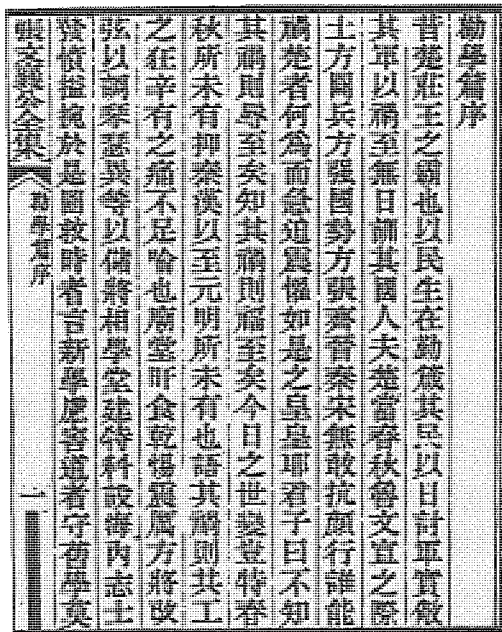 勸學篇序
昔楚莊王之霸也以民生在勤箴其民以日討軍實儆
其軍以禍至無日訓其國人夫楚當春秋魯文宣之際
土方闢兵方強國勢方張齊晉秦宋無敢抗顏行誰能
禍楚者何為而急迫震懼如是之皇皇耶君子曰不知
其禍則辱至矣知其禍則福至矣今日之世變豈特春
秋所未有抑秦漢以至元明所未有也語其禍則共工
之狂辛有之痛不足喻也廟堂旰食乾惕震厲方將改
弦以調琴瑟異等以儲將相學堂建特科設海內志士
發憤搤捥於是圖救時者言新學慮害道者守舊學莫
張文襄公全集 勸學篇序 一